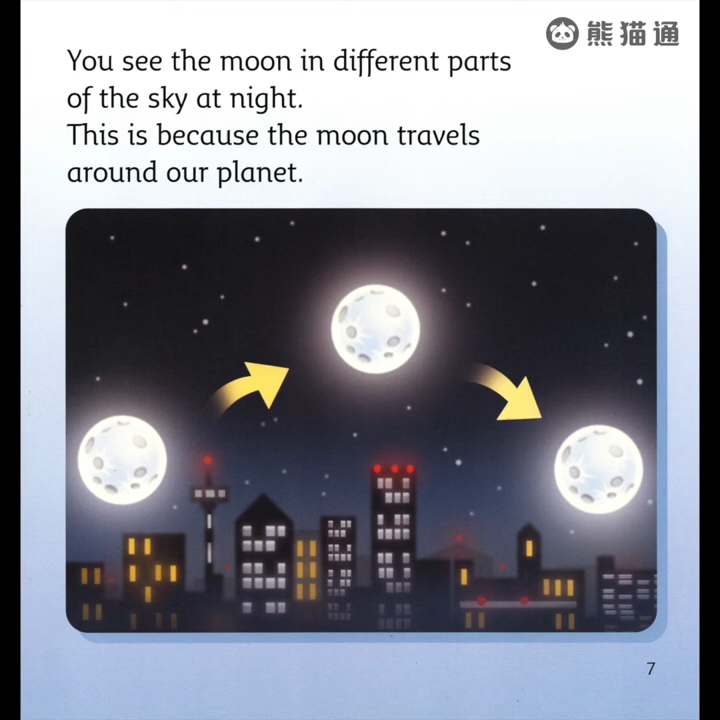 熊猫通
You see the moon in different parts
of the sky at night.
This is because the moon travels
around our planet.
7